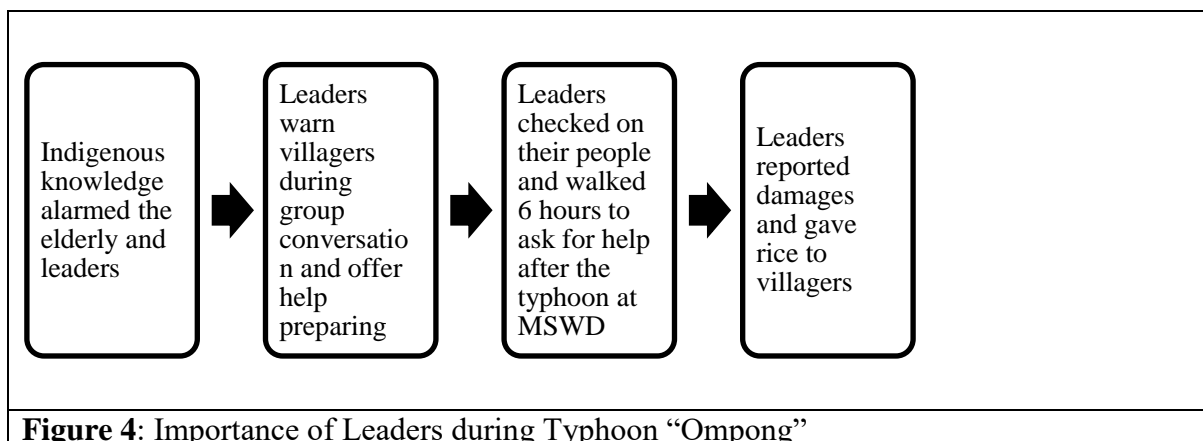 Indigenous
knowledge
alarmed the
elderly and
leaders
Leaders
warn
villagers
during
group
conversatio
n and offer
help
preparing
Leaders
checked on
their people
and walked
6 hours to
ask for help
after the
typhoon at
MSWD
Leaders
reported
damages
and gave
rice to
villagers
Figure 4: Importance of Leaders during Typhoon “Ompong”